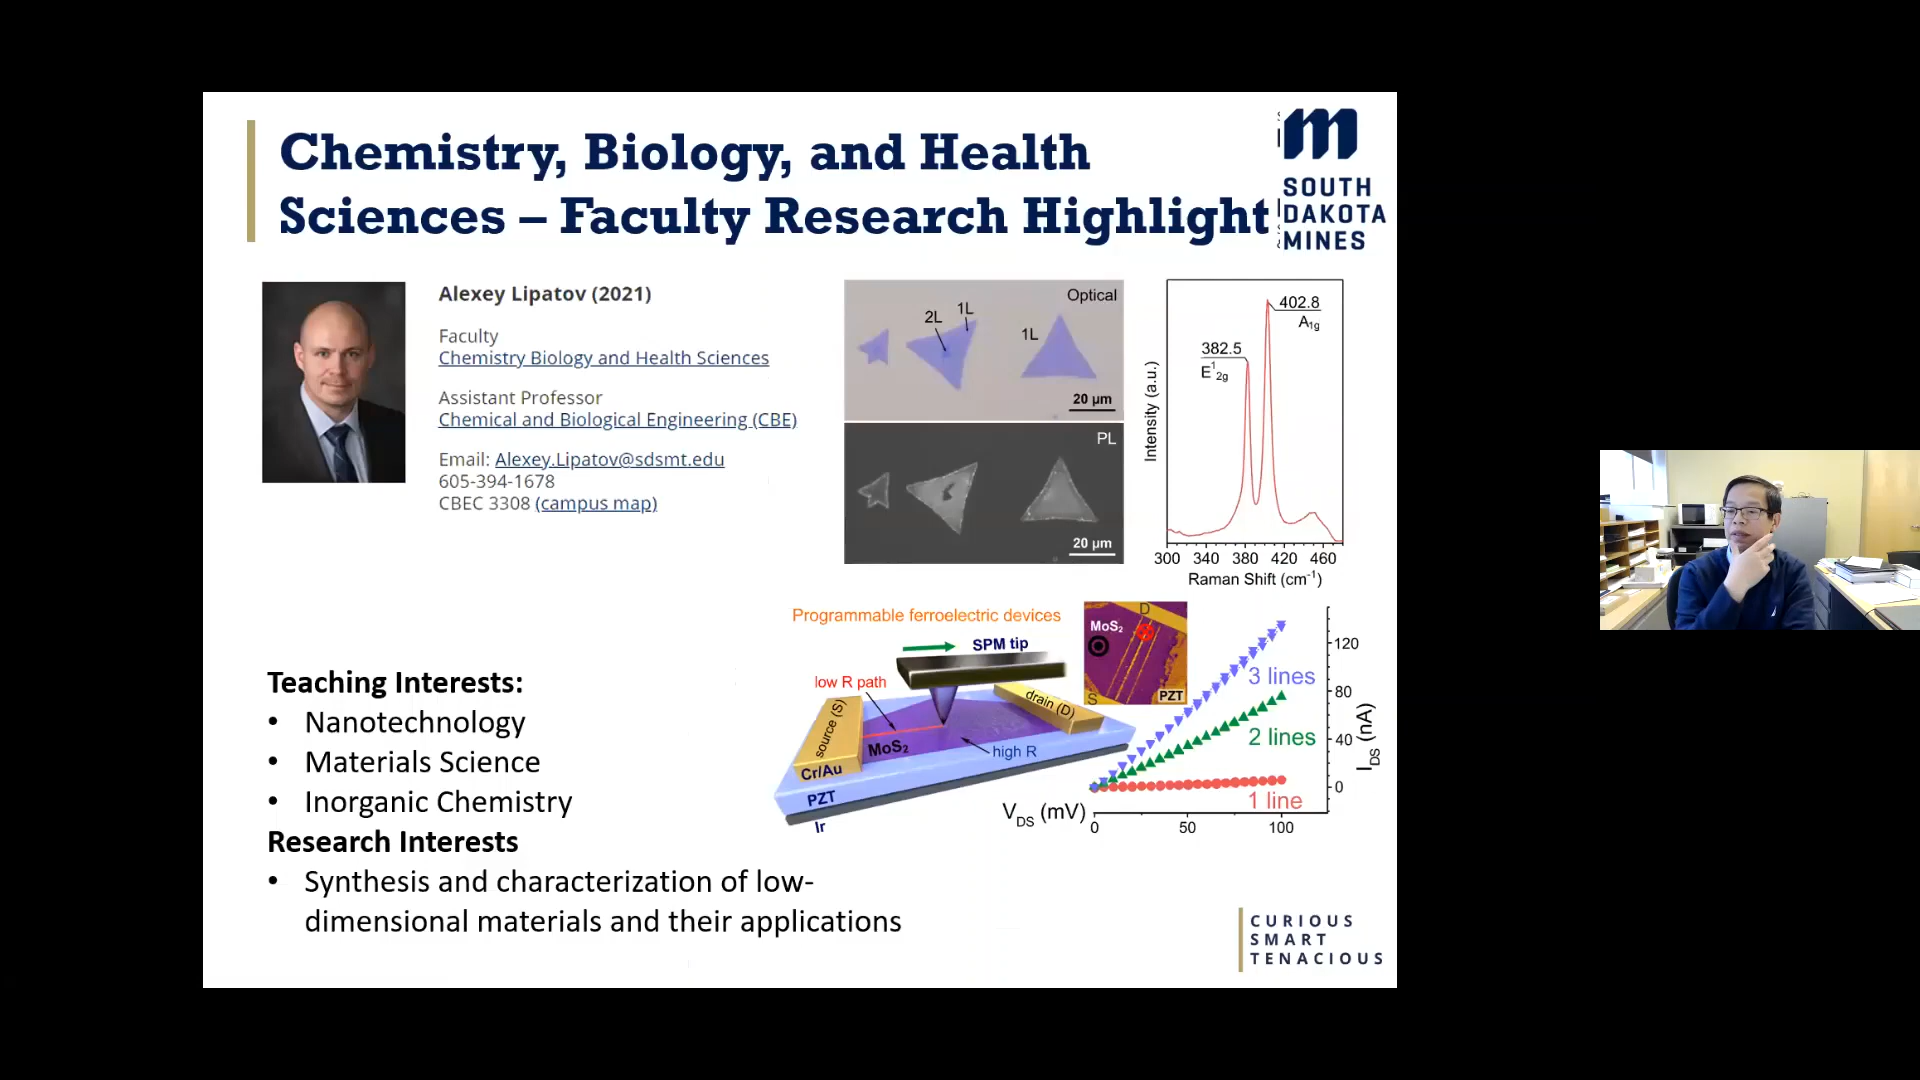 Chemistry, Biology, and Health
Sciences – Faculty Research Highlight
SOUTH
DAKOTA
MINES
Alexey Lipatov (2021)
Faculty
Chemistry Biology and Health Sciences
Assistant Professor
Chemical and Biological Engineering (CBE)
Email: Alexey.Lipatov@sdsmt.edu
605-394-1678
CBEC 3308 (campus map)
Optical
2L
1L
1L
20 µm
PL
20 µm
402.8
A1g
382.5
E¹2g
Intensity (a.u.)
300 340 380 420 460
Raman Shift (cm⁻¹)
Teaching Interests:
• Nanotechnology
• Materials Science
• Inorganic Chemistry
Research Interests
• Synthesis and characterization of low-
dimensional materials and their applications
Programmable ferroelectric devices
SPM tip
low R path
source (S)
drain (D)
MoS₂
high R
Cr/Au
PZT
Ir
D
MoS₂
S
PZT
3 lines
2 lines
1 line
120
80
40
0
IDS (nA)
VDS (mV)
0 50 100
CURIOUS
SMART
TENACIOUS